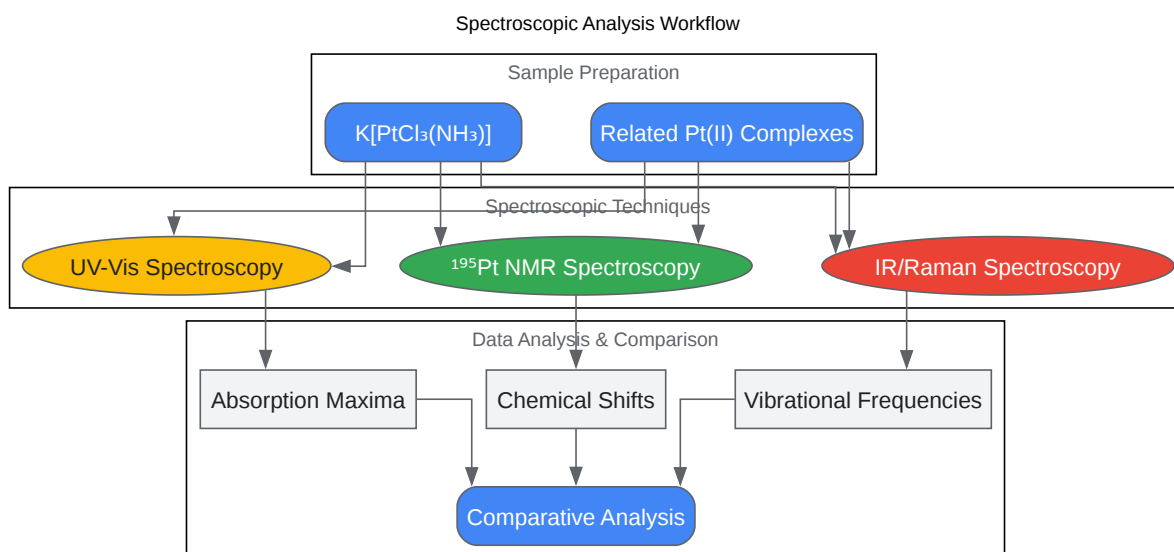 Spectroscopic Analysis Workflow
Sample Preparation
K[PtCl₃(NH₃)]
Related Pt(II) Complexes
Spectroscopic Techniques
UV-Vis Spectroscopy
¹⁹⁵Pt NMR Spectroscopy
IR/Raman Spectroscopy
Data Analysis & Comparison
Absorption Maxima
Chemical Shifts
Vibrational Frequencies
Comparative Analysis